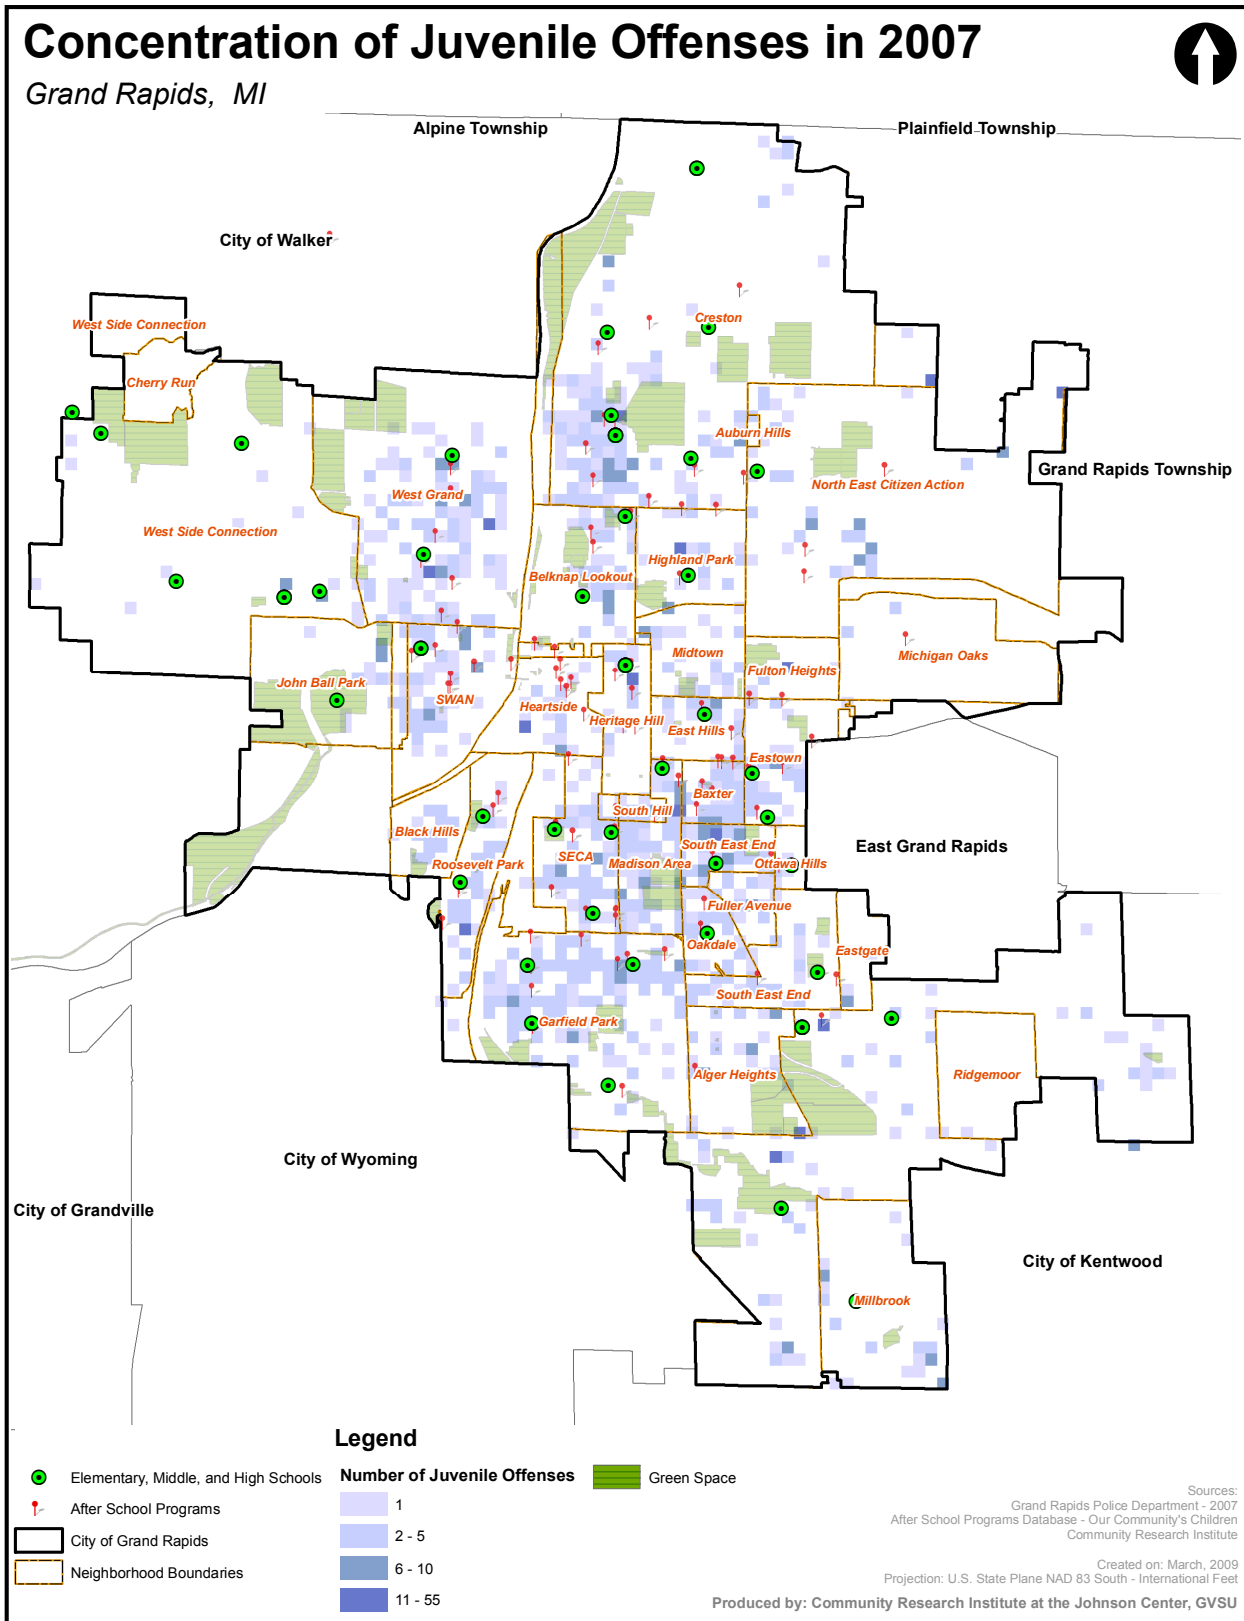 Concentration of Juvenile Offenses in 2007
Grand Rapids, MI
Alpine Township
Plainfield Township
City of Walker
Creston
West Side Connection
Cherry Run
Auburn Hills
Grand Rapids Township
North East Citizen Action
West Grand
West Side Connection
Highland Park
Belknap Lookout
Midtown
Michigan Oaks
Fulton Heights
John Ball Park
SWAN
Heartside
Heritage Hill
East Hills
Eastown
Baxter
South Hill
Black Hills
South East End
East Grand Rapids
SECA
Madison Area
Ottawa Hills
Roosevelt Park
Fuller Avenue
Oakdale
Eastgate
South East End
Garfield Park
Alger Heights
Ridgemoor
City of Wyoming
City of Grandville
City of Kentwood
Millbrook
Legend
Elementary, Middle, and High Schools
After School Programs
City of Grand Rapids
Neighborhood Boundaries
Number of Juvenile Offenses
1
2 - 5
6 - 10
11 - 55
Green Space
Sources:
Grand Rapids Police Department - 2007
After School Programs Database - Our Community's Children
Community Research Institute
Created on: March, 2009
Projection: U.S. State Plane NAD 83 South - International Feet
Produced by: Community Research Institute at the Johnson Center, GVSU